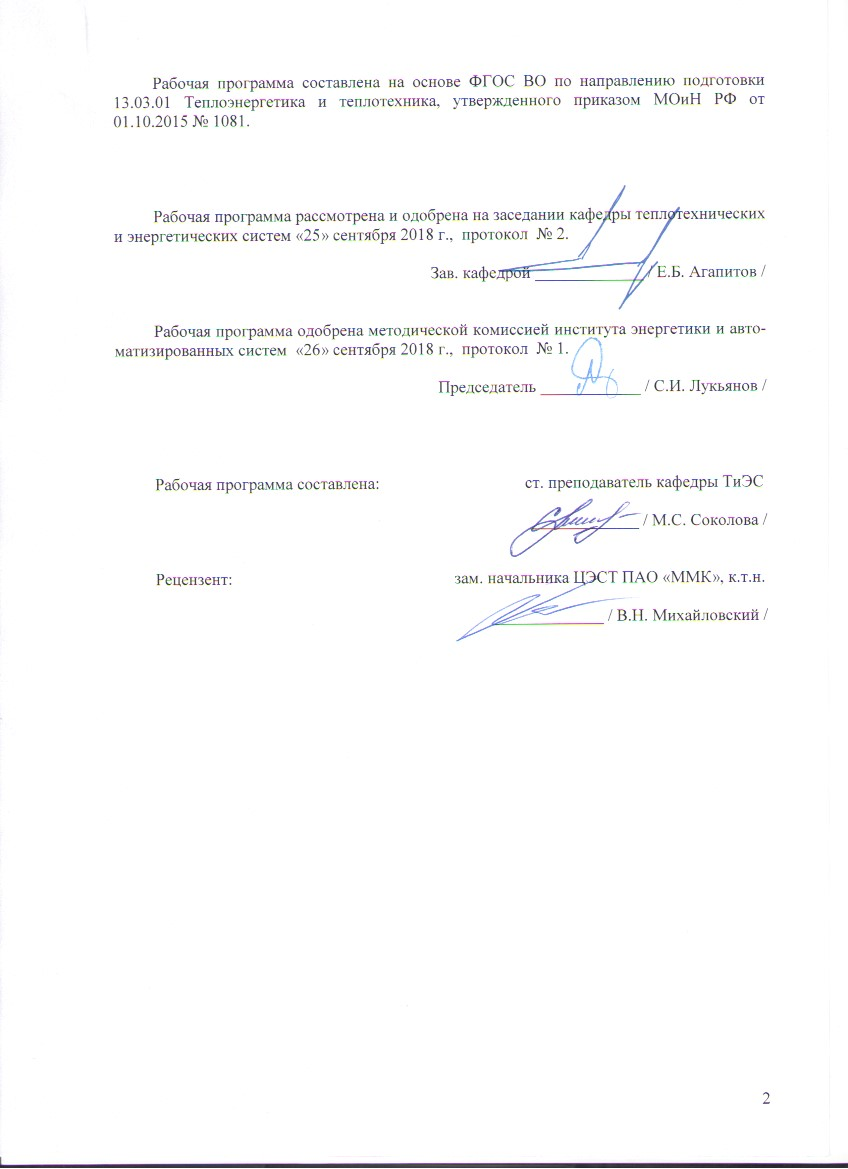 Рабочая программа составлена на основе ФГОС ВО по направлению подготовки
13.03.01 Теплоэнергетика и теплотехника, утвержденного приказом МОиН РФ от
01.10.2015 № 1081.
Рабочая программа рассмотрена и одобрена на заседании кафедры теплотехнических
и энергетических систем «25» сентября 2018 г., протокол № 2.
Зав. кафедрой _____________ / Е.Б. Агапитов /
Рабочая программа одобрена методической комиссией института энергетики и авто-
матизированных систем «26» сентября 2018 г., протокол № 1.
Председатель ____________ / С.И. Лукьянов /
Рабочая программа составлена: ст. преподаватель кафедры ТиЭС
_____________ / М.С. Соколова /
Рецензент: зам. начальника ЦЭСТ ПАО «ММК», к.т.н.
_____________ / В.Н. Михайловский /
2